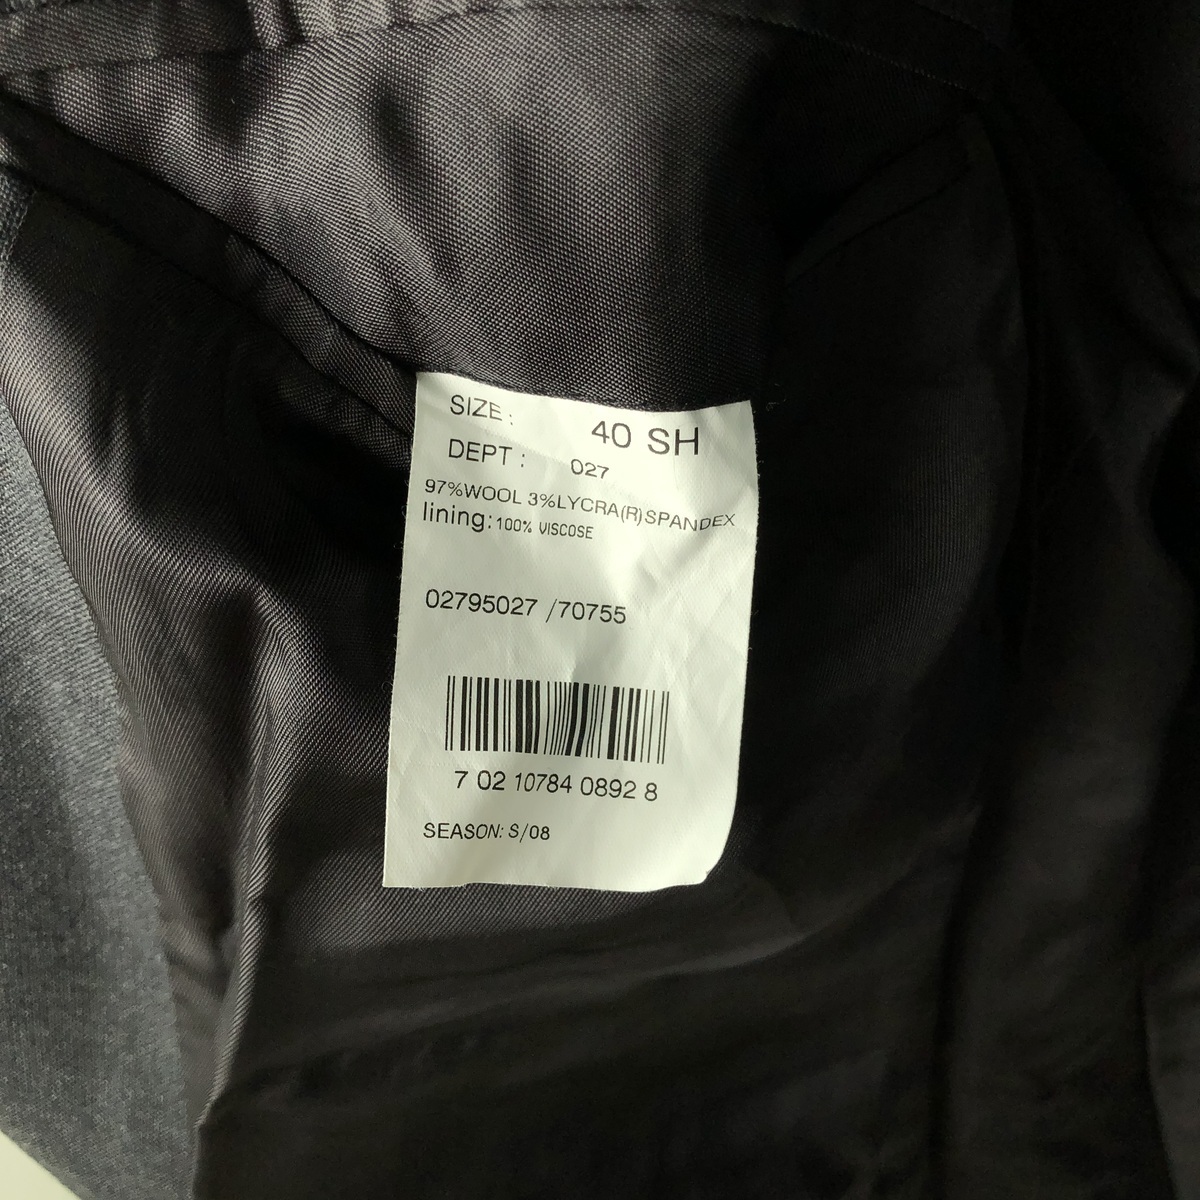 SIZE: 40 SH
DEPT: 027
97%WOOL 3%LYCRA(R)SPANDEX
lining: 100% VISCOSE
02795027 /70755
7 02 10784 0892 8
SEASON: S/08